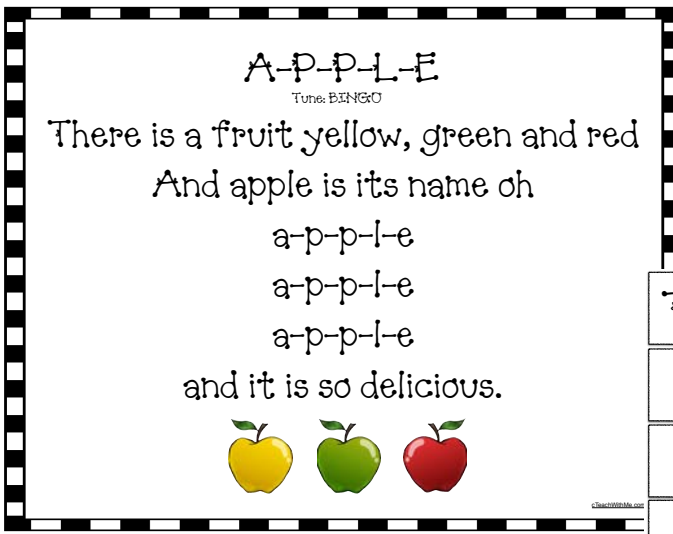 A-P-P-L-E
Tune: BINGO
There is a fruit yellow, green and red
And apple is its name oh
a-p-p-l-e
a-p-p-l-e
a-p-p-l-e
and it is so delicious.
cTeachWithMe.com